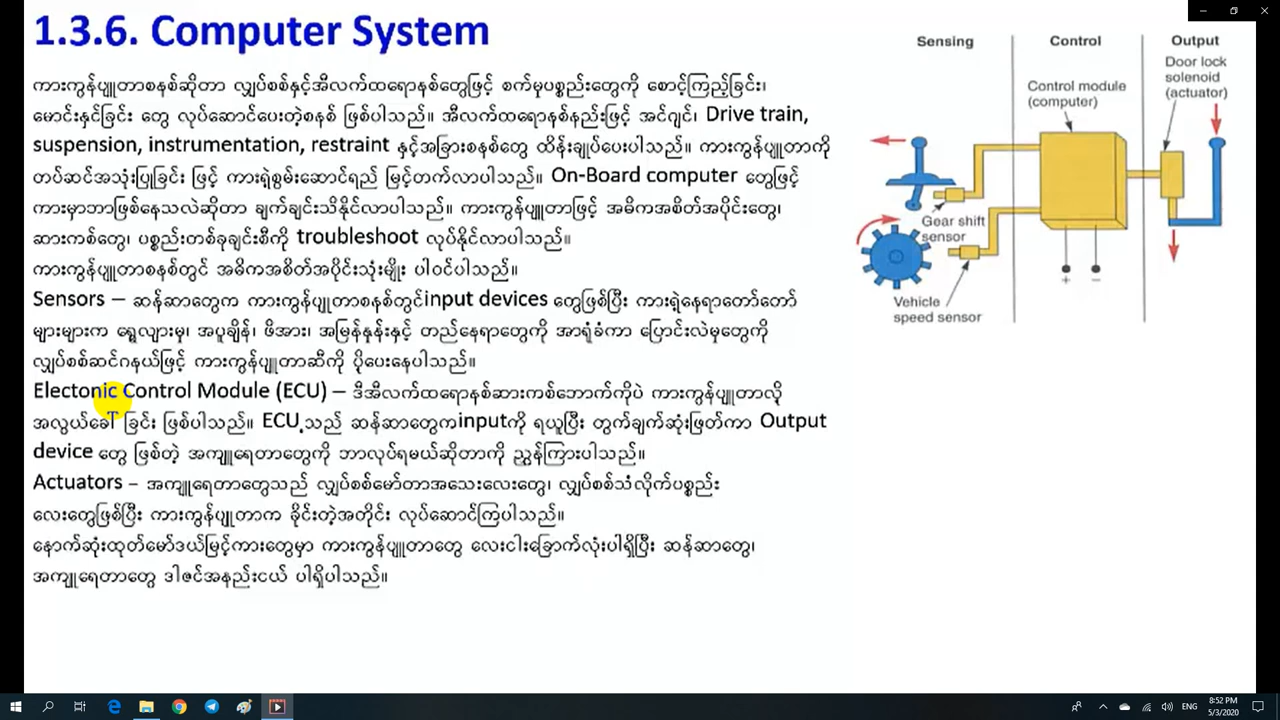 1.3.6. Computer System
ကားကွန်ပျူတာစနစ်ဆိုတာ လျှပ်စစ်နှင့်အီလက်ထရောနစ်တွေဖြင့် စက်မှုပစ္စည်းတွေကို စောင့်ကြည့်ခြင်း၊
မောင်းနှင်ခြင်း တွေ လုပ်ဆောင်ပေးတဲ့စနစ် ဖြစ်ပါသည်။ အီလက်ထရောနစ်နည်းဖြင့် အင်ဂျင်၊ Drive train,
suspension, instrumentation, restraint နှင့်အခြားစနစ်တွေ ထိန်းချုပ်ပေးပါသည်။ ကားကွန်ပျူတာကို
တပ်ဆင်အသုံးပြုခြင်း ဖြင့် ကားရဲ့စွမ်းဆောင်ရည် မြင့်တက်လာပါသည်။ On-Board computer တွေဖြင့်
ကားမှာဘာဖြစ်နေသလဲဆိုတာ ချက်ချင်းသိနိုင်လာပါသည်။ ကားကွန်ပျူတာဖြင့် အဓိကအစိတ်အပိုင်းတွေ၊
ဆားကစ်တွေ၊ ပစ္စည်းတစ်ခုချင်းစီကို troubleshoot လုပ်နိုင်လာပါသည်။
ကားကွန်ပျူတာစနစ်တွင် အဓိကအစိတ်အပိုင်းသုံးမျိုး ပါဝင်ပါသည်။
Sensors – ဆန်ဆာတွေက ကားကွန်ပျူတာစနစ်တွင်input devices တွေဖြစ်ပြီး ကားရဲ့နေရာတော်တော်
များများက ရွေ့လျားမှု၊ အပူချိန်၊ ဖိအား၊ အမြန်နှုန်းနှင့် တည်နေရာတွေကို အာရုံခံကာ ပြောင်းလဲမှုတွေကို
လျှပ်စစ်ဆင်ဂနယ်ဖြင့် ကားကွန်ပျူတာဆီကို ပို့ပေးနေပါသည်။
Electonic Control Module (ECU) – ဒီအီလက်ထရောနစ်ဆားကစ်ဘောက်ကိုပဲ ကားကွန်ပျူတာလို့
အလွယ်ခေါ် ခြင်း ဖြစ်ပါသည်။ ECU သည် ဆန်ဆာတွေကinputကို ရယူပြီး တွက်ချက်ဆုံးဖြတ်ကာ Output
device တွေ ဖြစ်တဲ့ အကျူရေတာတွေကို ဘာလုပ်ရမယ်ဆိုတာကို ညွှန်ကြားပါသည်။
Actuators – အကျူရေတာတွေသည် လျှပ်စစ်မော်တာအသေးလေးတွေ၊ လျှပ်စစ်သံလိုက်ပစ္စည်း
လေးတွေဖြစ်ပြီး ကားကွန်ပျူတာက ခိုင်းတဲ့အတိုင်း လုပ်ဆောင်ကြပါသည်။
နောက်ဆုံးထုတ်မော်ဒယ်မြင့်ကားတွေမှာ ကားကွန်ပျူတာတွေ လေးငါးခြောက်လုံးပါရှိပြီး ဆန်ဆာတွေ၊
အကျူရေတာတွေ ဒါဇင်အနည်းငယ် ပါရှိပါသည်။
Sensing
Control
Output
Control module
(computer)
Door lock
solenoid
(actuator)
Gear shift
sensor
Vehicle
speed sensor
+ −
ENG
8:52 PM
5/3/2020